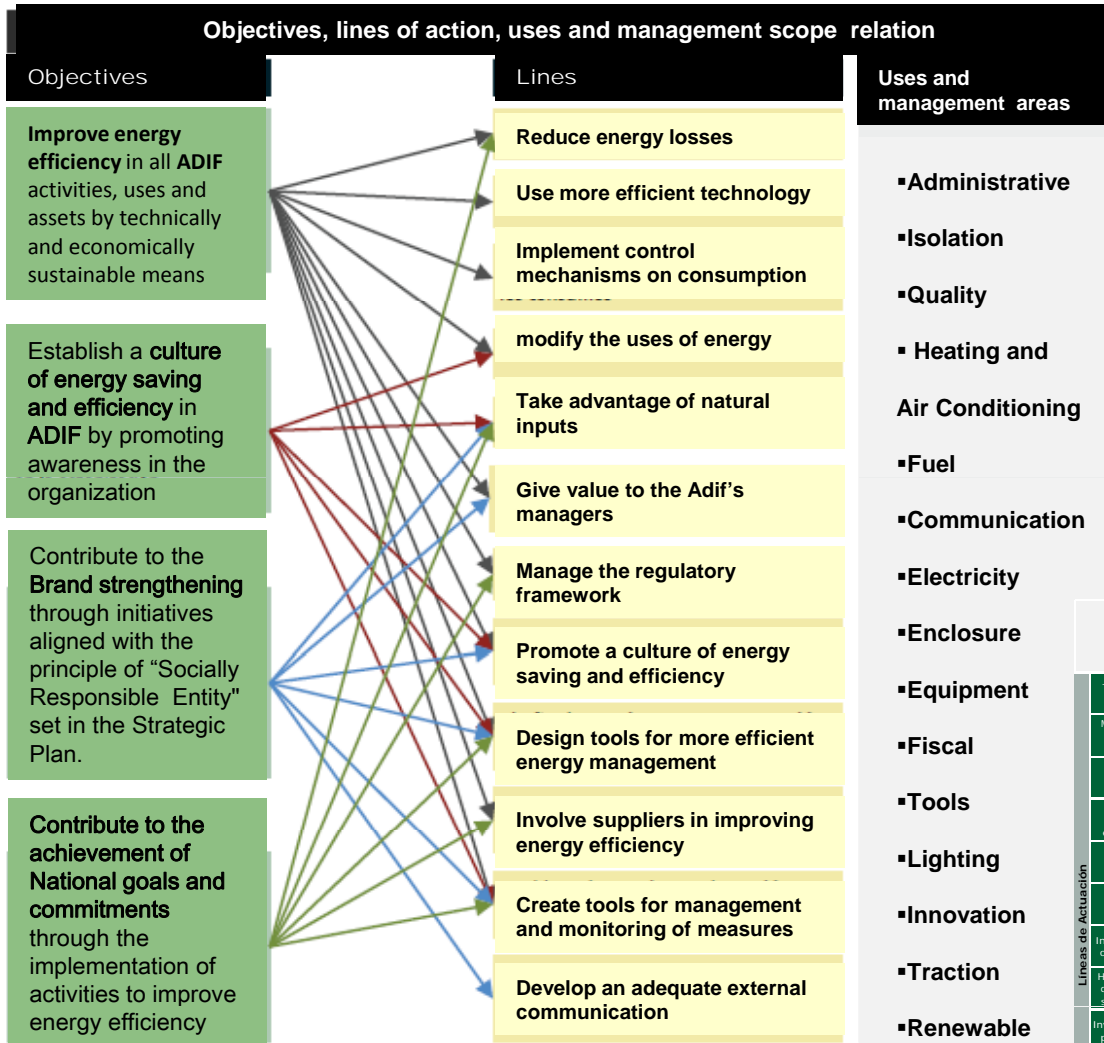 Objectives, lines of action, uses and management scope relation
Objectives
Improve energy
efficiency in all ADIF
activities, uses and
assets by technically
and economically
sustainable means
Establish a culture
of energy saving
and efficiency in
ADIF by promoting
awareness in the
organization
Contribute to the
Brand strengthening
through initiatives
aligned with the
principle of “Socially
Responsible Entity"
set in the Strategic
Plan.
Contribute to the
achievement of
National goals and
commitments
through the
implementation of
activities to improve
energy efficiency
Lines
Reduce energy losses
Use more efficient technology
Implement control
mechanisms on consumption
modify the uses of energy
Take advantage of natural
inputs
Give value to the Adif's
managers
Manage the regulatory
framework
Promote a culture of energy
saving and efficiency
Design tools for more efficient
energy management
Involve suppliers in improving
energy efficiency
Create tools for management
and monitoring of measures
Develop an adequate external
communication
Uses and
management areas
▪Administrative
▪Isolation
▪Quality
▪ Heating and
Air Conditioning
▪Fuel
▪Communication
▪Electricity
▪Enclosure
▪Equipment
▪Fiscal
▪Tools
▪Lighting
▪Innovation
▪Traction
▪Renewable
Líneas de Actuación